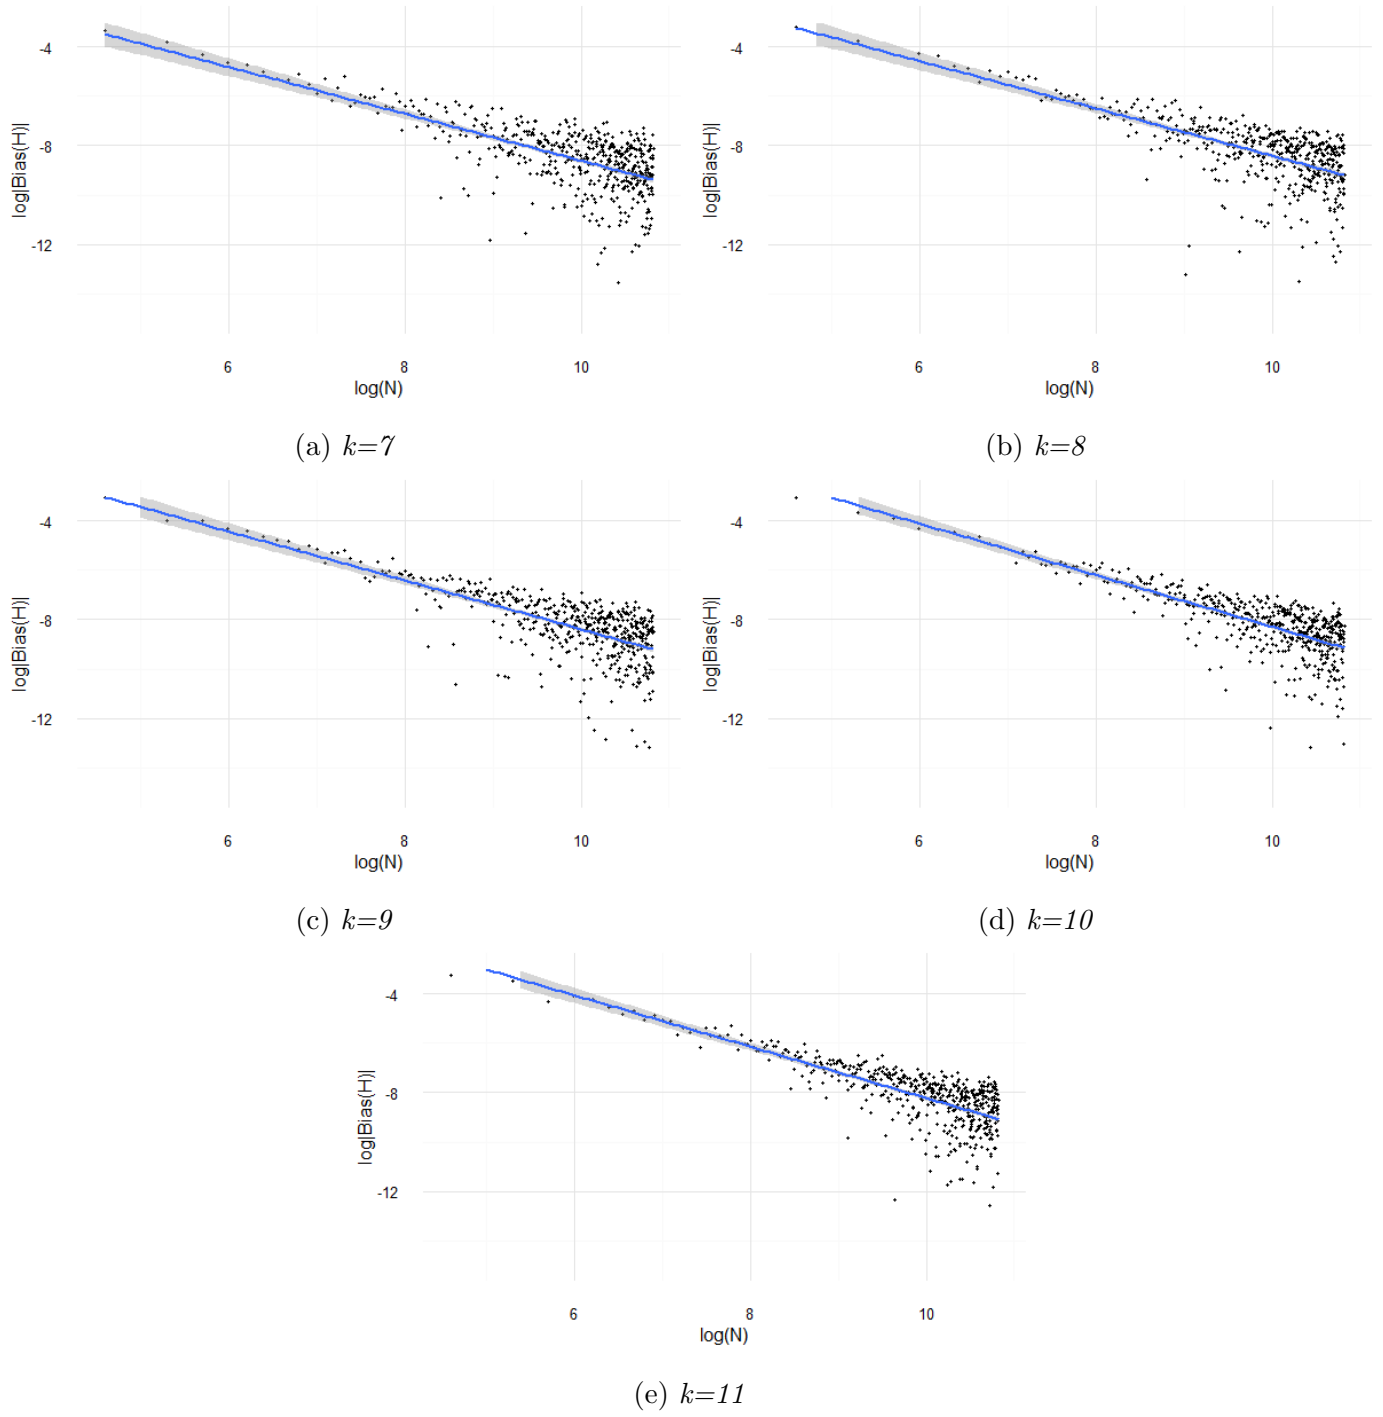 -4
-8
-12
log|Bias(H)|
6 8 10
log(N)
(a) k=7
-4
-8
-12
log|Bias(H)|
6 8 10
log(N)
(b) k=8
-4
-8
-12
log|Bias(H)|
6 8 10
log(N)
(c) k=9
-4
-8
-12
log|Bias(H)|
6 8 10
log(N)
(d) k=10
-4
-8
-12
log|Bias(H)|
6 8 10
log(N)
(e) k=11